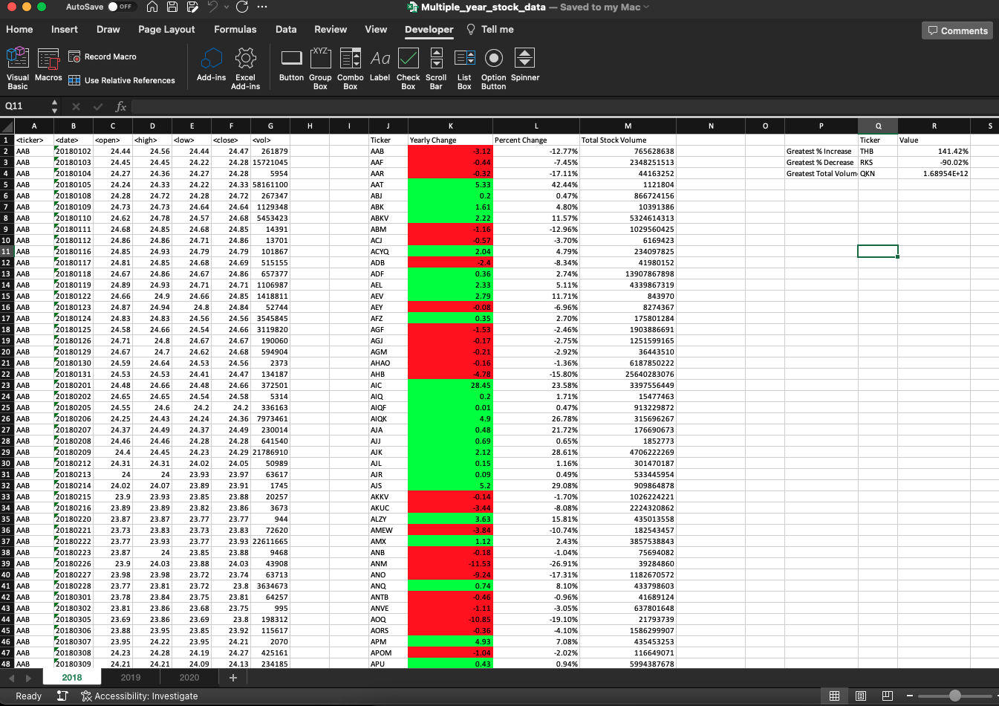 AutoSave OFF Multiple_year_stock_data — Saved to my Mac
Home Insert Draw Page Layout Formulas Data Review View Developer Tell me Comments
Visual Basic Macros Record Macro Use Relative References Add-ins Excel Add-ins Button Group Box Combo Box Label Check Box Scroll Bar List Box Option Button Spinner
Q11 fx
A B C D E F G H I J K L M N O P Q R S
1 <ticker> <date> <open> <high> <low> <close> <vol> Ticker Yearly Change Percent Change Total Stock Volume Ticker Value
2 AAB 20180102 24.44 24.56 24.44 24.47 261879 AAB -3.12 -12.77% 765628638 Greatest % Increase THB 141.42%
3 AAB 20180103 24.45 24.45 24.22 24.28 15721045 AAF -0.44 -7.45% 2348251513 Greatest % Decrease RKS -90.02%
4 AAB 20180104 24.27 24.36 24.27 24.28 5954 AAR -0.32 -17.11% 44163252 Greatest Total Volum QKN 1.68954E+12
5 AAB 20180105 24.24 24.33 24.22 24.33 58161100 AAT 5.33 42.44% 1121804
6 AAB 20180108 24.28 24.72 24.28 24.72 267347 ABJ 0.2 0.47% 866724156
7 AAB 20180109 24.73 24.73 24.64 24.64 1129348 ABK 1.61 4.80% 10391386
8 AAB 20180110 24.62 24.78 24.57 24.68 5453423 ABKV 2.22 11.57% 5324614313
9 AAB 20180111 24.68 24.85 24.68 24.85 14391 ABM -1.16 -12.96% 1029560425
10 AAB 20180112 24.86 24.86 24.71 24.86 13701 ACJ -0.57 -3.70% 6169423
11 AAB 20180116 24.85 24.93 24.79 24.79 101867 ACYQ 2.04 4.79% 234097825
12 AAB 20180117 24.81 24.85 24.68 24.69 515155 ADB -2.4 -8.34% 41980152
13 AAB 20180118 24.67 24.86 24.67 24.86 657377 ADF 0.36 2.74% 13907867898
14 AAB 20180119 24.89 24.93 24.71 24.71 1106987 AEL 2.33 5.11% 4339867319
15 AAB 20180122 24.66 24.9 24.66 24.85 1418811 AEV 2.79 11.71% 843970
16 AAB 20180123 24.87 24.94 24.8 24.84 52744 AEY -0.08 -6.96% 8274367
17 AAB 20180124 24.83 24.83 24.56 24.56 3545845 AFZ 0.35 2.70% 175801284
18 AAB 20180125 24.58 24.66 24.54 24.66 3119820 AGF -1.53 -2.46% 1903886691
19 AAB 20180126 24.71 24.8 24.67 24.67 190060 AGJ -0.17 -2.75% 1251599165
20 AAB 20180129 24.67 24.7 24.62 24.68 594904 AGM -0.21 -2.92% 36443510
21 AAB 20180130 24.59 24.64 24.53 24.56 2373 AHAO -0.16 -1.36% 6187850222
22 AAB 20180131 24.53 24.53 24.41 24.47 134187 AHB -4.78 -15.80% 25640283076
23 AAB 20180201 24.48 24.66 24.48 24.66 372501 AIC 28.45 23.58% 3397556449
24 AAB 20180202 24.65 24.65 24.54 24.58 5314 AIQ 0.2 1.71% 15477463
25 AAB 20180205 24.55 24.6 24.2 24.2 336163 AIQF 0.01 0.47% 913229872
26 AAB 20180206 24.25 24.43 24.24 24.36 7973461 AIQK 4.9 26.78% 315696267
27 AAB 20180207 24.37 24.49 24.37 24.49 230014 AJA 0.48 21.72% 176690673
28 AAB 20180208 24.46 24.46 24.28 24.28 641540 AJJ 0.69 0.65% 1852773
29 AAB 20180209 24.4 24.45 24.23 24.29 21786910 AJK 2.12 28.61% 4706222269
30 AAB 20180212 24.31 24.31 24.02 24.05 50989 AJL 0.15 1.16% 301470187
31 AAB 20180213 24 24 23.93 23.97 63617 AJR 0.09 0.49% 533445954
32 AAB 20180214 24.02 24.07 23.89 23.91 1745 AJS 5.2 29.08% 909864878
33 AAB 20180215 23.9 23.93 23.85 23.88 20257 AKKV -0.14 -1.70% 1026224221
34 AAB 20180216 23.89 23.89 23.82 23.86 3673 AKUC -3.44 -8.08% 2224320862
35 AAB 20180220 23.87 23.87 23.77 23.77 944 ALZY 3.63 15.81% 435013558
36 AAB 20180221 23.73 23.83 23.73 23.83 72620 AMEW -3.84 -10.74% 182543457
37 AAB 20180222 23.77 23.93 23.77 23.93 22611665 AMX 1.12 2.43% 3857538843
38 AAB 20180223 23.87 24 23.85 23.88 9468 ANB -0.18 -1.04% 75694082
39 AAB 20180226 23.9 24.03 23.88 24.03 43908 ANM -11.53 -26.91% 39284860
40 AAB 20180227 23.98 23.98 23.72 23.74 63713 ANO -9.24 -17.31% 1182670572
41 AAB 20180228 23.77 23.81 23.72 23.8 3634673 ANQ 0.74 8.10% 433798603
42 AAB 20180301 23.78 23.84 23.75 23.81 64257 ANTB -0.46 -0.96% 41689124
43 AAB 20180302 23.81 23.86 23.68 23.75 995 ANVE -1.11 -3.05% 637801648
44 AAB 20180305 23.69 23.86 23.69 23.8 198312 AOQ -10.85 -19.10% 21793739
45 AAB 20180306 23.88 23.95 23.85 23.92 115617 AORS -0.36 -4.10% 1586299907
46 AAB 20180307 23.95 24.22 23.95 24.21 2070 APM 4.93 7.08% 435453253
47 AAB 20180308 24.23 24.28 24.19 24.27 425161 APOM -1.04 -2.02% 116649071
48 AAB 20180309 24.21 24.21 24.09 24.13 234185 APU 0.43 0.94% 5994387678
2018 2019 2020 +
Ready Accessibility: Investigate